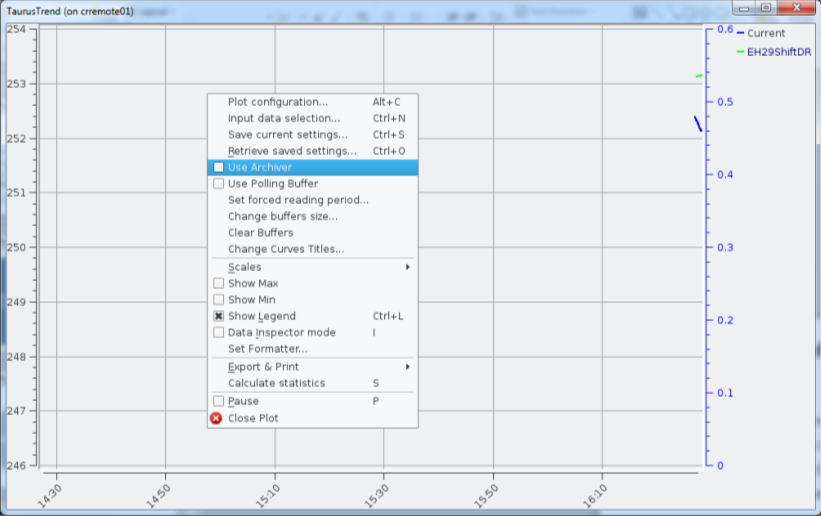 TaurusTrend (on crremote01)
254
253
252
251
250
249
248
247
246
Plot configuration... Alt+C
Input data selection... Ctrl+N
Save current settings... Ctrl+S
Retrieve saved settings... Ctrl+O
Use Archiver
Use Polling Buffer
Set forced reading period...
Change buffers size...
Clear Buffers
Change Curves Titles...
Scales
Show Max
Show Min
Show Legend Ctrl+L
Data Inspector mode I
Set Formatter...
Export & Print
Calculate statistics S
Pause P
Close Plot
0.6
0.5
0.4
0.3
0.2
0.1
0
Current
EH29ShiftDR
14:30
14:50
15:10
15:30
15:50
16:10